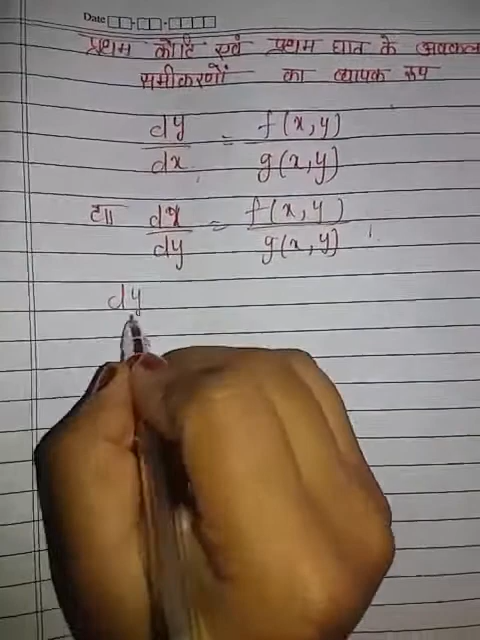 Date
प्रथम कोटि एवं प्रथम घात के अवकल
समीकरणों का व्यापक रूप
dy/dx = f(x,y)/g(x,y)
या dx/dy = f(x,y)/g(x,y)
dy